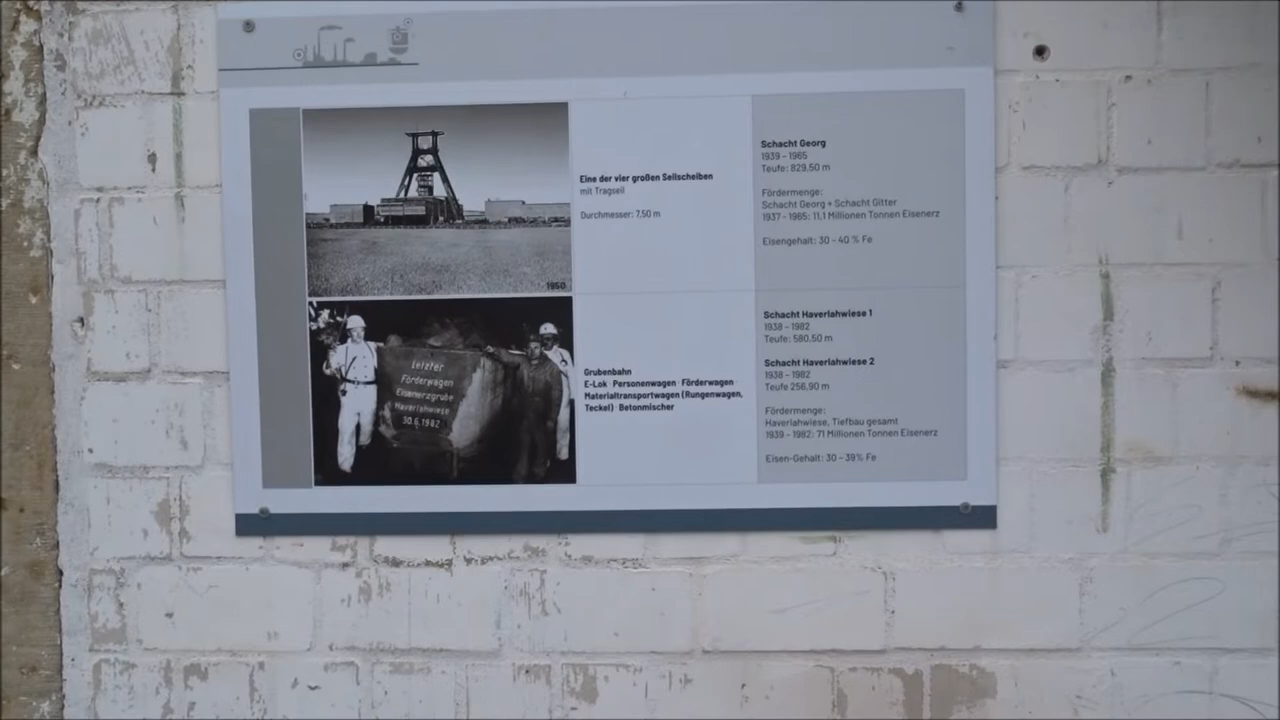 1950
Eine der vier großen Seilscheiben
mit Tragseil
Durchmesser: 7,50 m
Schacht Georg
1939 – 1965
Teufe: 829,50 m
Fördermenge:
Schacht Georg + Schacht Gitter
1937 - 1965: 11,1 Millionen Tonnen Eisenerz
Eisengehalt: 30 - 40 % Fe
Letzter
Förderwagen
Eisenerzgrube
Haverlahwiese
30.6.1982
Grubenbahn
E-Lok · Personenwagen · Förderwagen ·
Materialtransportwagen (Rungenwagen,
Teckel) · Betonmischer
Schacht Haverlahwiese 1
1938 – 1982
Teufe: 580,50 m
Schacht Haverlahwiese 2
1938 – 1982
Teufe 256,90 m
Fördermenge:
Haverlahwiese, Tiefbau gesamt
1939 - 1982: 71 Millionen Tonnen Eisenerz
Eisen-Gehalt: 30 – 39% Fe